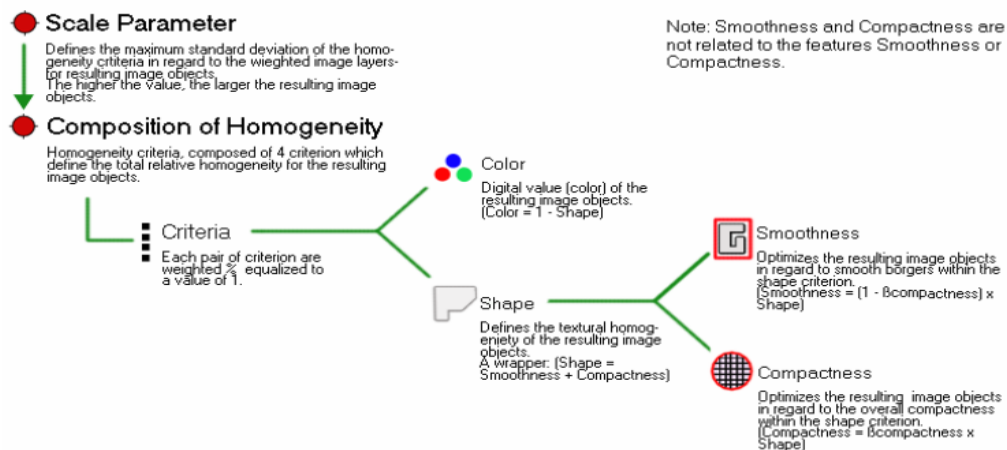 Scale Parameter
Defines the maximum standard deviation of the homo-
geneity crtiteria in regard to the wieghted image layers-
for resulting image objects.
The higher the value, the larger the resulting image
objects.
Note: Smoothness and Compactness are
not related to the features Smoothness or
Compactness.
Composition of Homogeneity
Homogeneity criteria, composed of 4 criterion which
define the total relative homogeneity for the resulting
image objects.
Criteria
Each pair of criterion are
weighted % equalized to
a value of 1.
Color
Digital value (color) of the
resulting image objects.
(Color = 1 - Shape)
Shape
Defines the textural homog-
eniety of the resulting image
objects.
A wrapper: (Shape =
Smoothness + Compactness)
Smoothness
Optimizes the resulting image objects
in regard to smooth borgers within the
shape criterion.
(Smoothness = (1 - ßcompactness) x
Shape)
Compactness
Optimizes the resulting image objects
in regard to the overall compactness
within the shape criterion.
(Compactness = ßcompactness x
Shape)